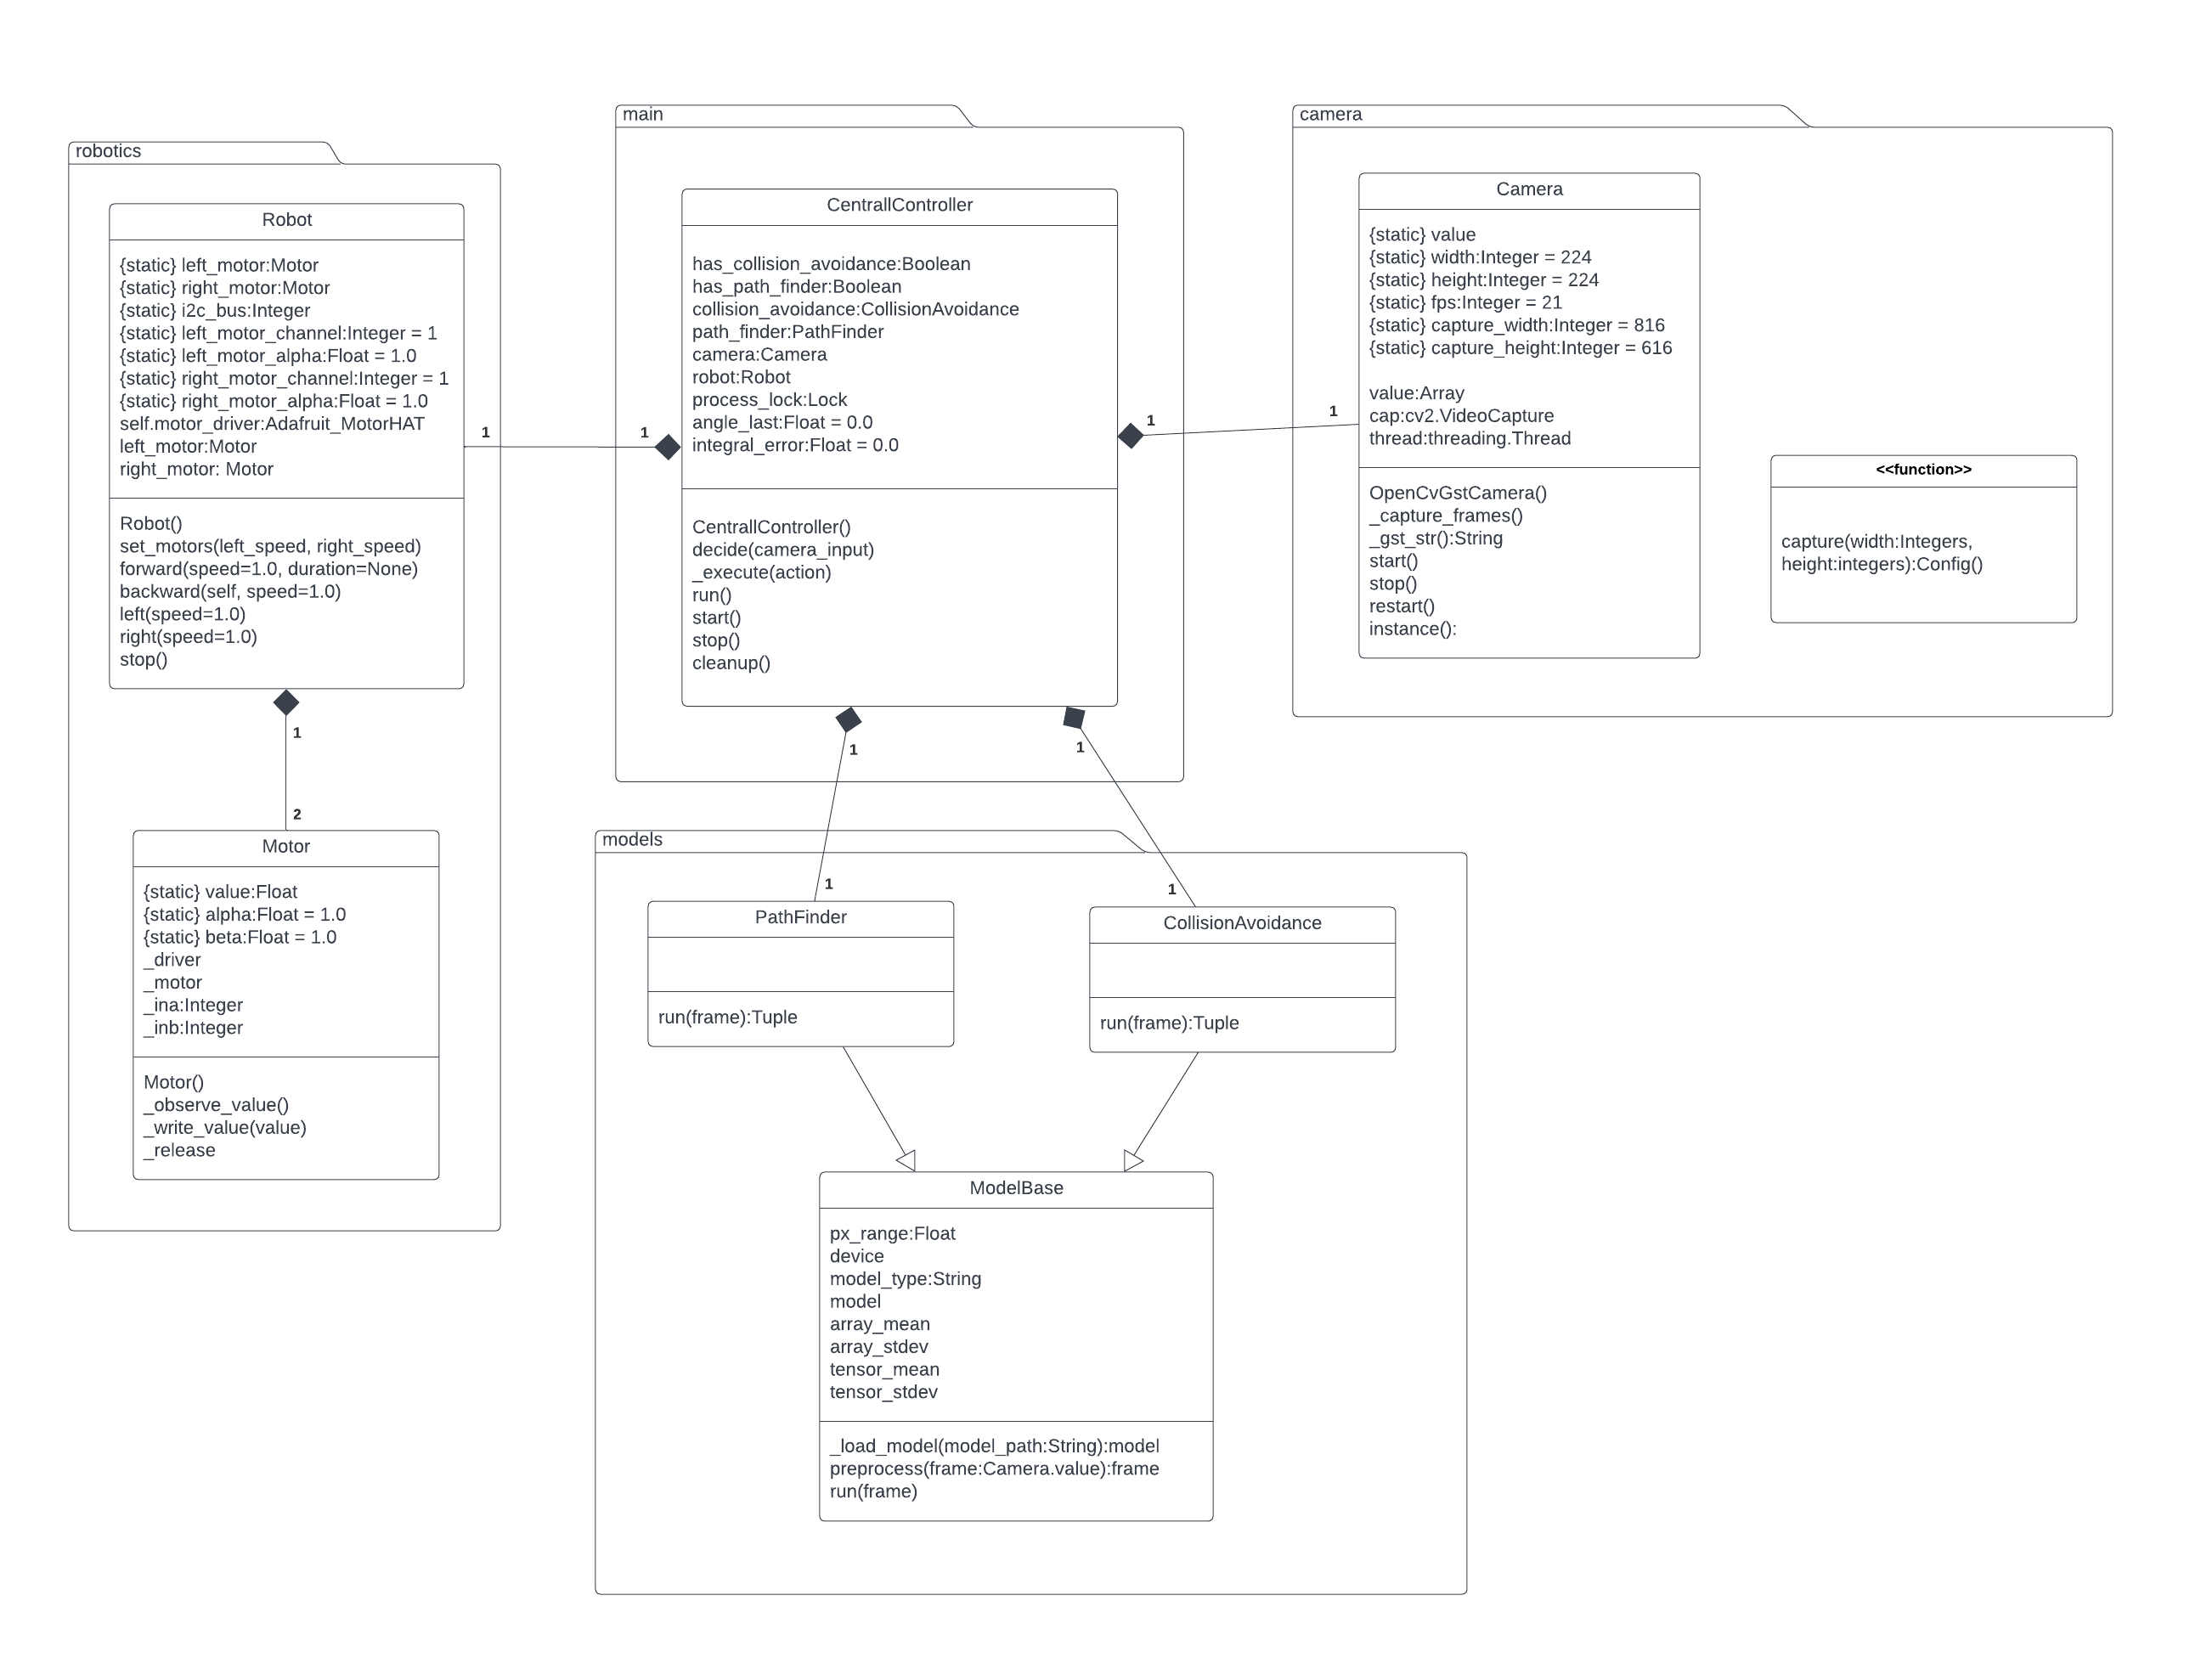 robotics
Robot
{static} left_motor:Motor
{static} right_motor:Motor
{static} i2c_bus:Integer
{static} left_motor_channel:Integer = 1
{static} left_motor_alpha:Float = 1.0
{static} right_motor_channel:Integer = 1
{static} right_motor_alpha:Float = 1.0
self.motor_driver:Adafruit_MotorHAT
left_motor:Motor
right_motor: Motor
Robot()
set_motors(left_speed, right_speed)
forward(speed=1.0, duration=None)
backward(self, speed=1.0)
left(speed=1.0)
right(speed=1.0)
stop()
1
2
Motor
{static} value:Float
{static} alpha:Float = 1.0
{static} beta:Float = 1.0
_driver
_motor
_ina:Integer
_inb:Integer
Motor()
_observe_value()
_write_value(value)
_release
1
1
main
CentrallController
has_collision_avoidance:Boolean
has_path_finder:Boolean
collision_avoidance:CollisionAvoidance
path_finder:PathFinder
camera:Camera
robot:Robot
process_lock:Lock
angle_last:Float = 0.0
integral_error:Float = 0.0
CentrallController()
decide(camera_input)
_execute(action)
run()
start()
stop()
cleanup()
1
1
camera
Camera
{static} value
{static} width:Integer = 224
{static} height:Integer = 224
{static} fps:Integer = 21
{static} capture_width:Integer = 816
{static} capture_height:Integer = 616
value:Array
cap:cv2.VideoCapture
thread:threading.Thread
OpenCvGstCamera()
_capture_frames()
_gst_str():String
start()
stop()
restart()
instance():
<<function>>
capture(width:Integers,
height:integers):Config()
1
1
models
1
1
PathFinder
run(frame):Tuple
CollisionAvoidance
run(frame):Tuple
ModelBase
px_range:Float
device
model_type:String
model
array_mean
array_stdev
tensor_mean
tensor_stdev
_load_model(model_path:String):model
preprocess(frame:Camera.value):frame
run(frame)